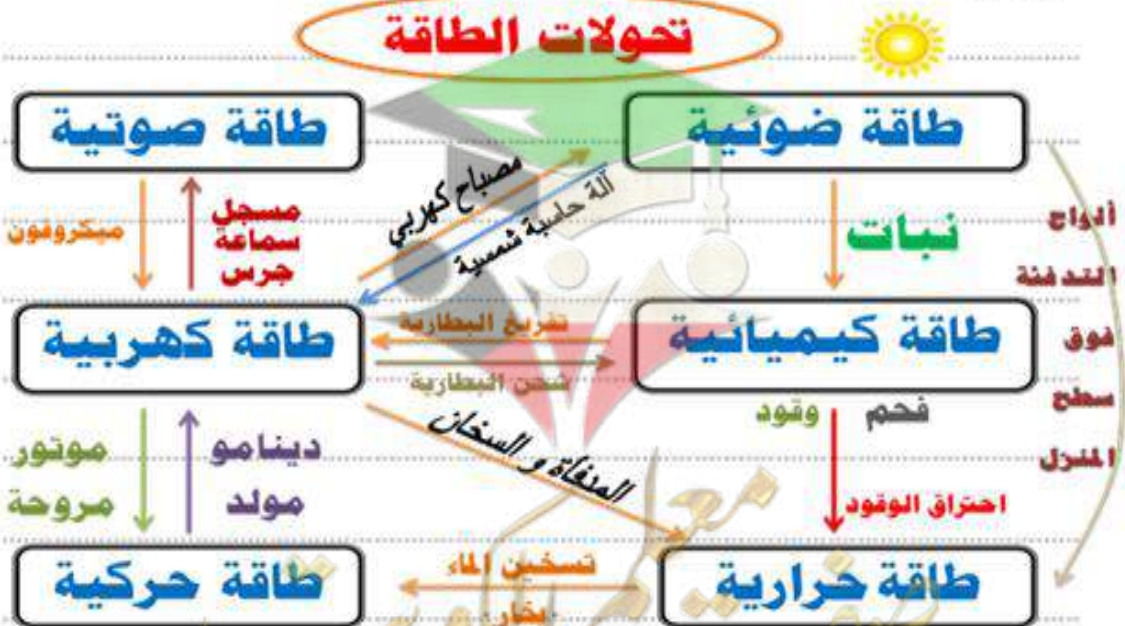 تحولات الطاقة
طاقة ضوئية
طاقة صوتية
مصباح كهربي
آلة حاسبة شمسية
نبات
ألواح
التدفئة
فوق
سطح
المنزل
مسجل
سماعة
جرس
ميكروفون
طاقة كيميائية
تفريغ البطارية
شحن البطارية
طاقة كهربية
فحم
وقود
احتراق الوقود
المدفأة و السخان
دينامو
مولد
موتور
مروحة
طاقة حرارية
تسخين الماء
بخار
طاقة حركية